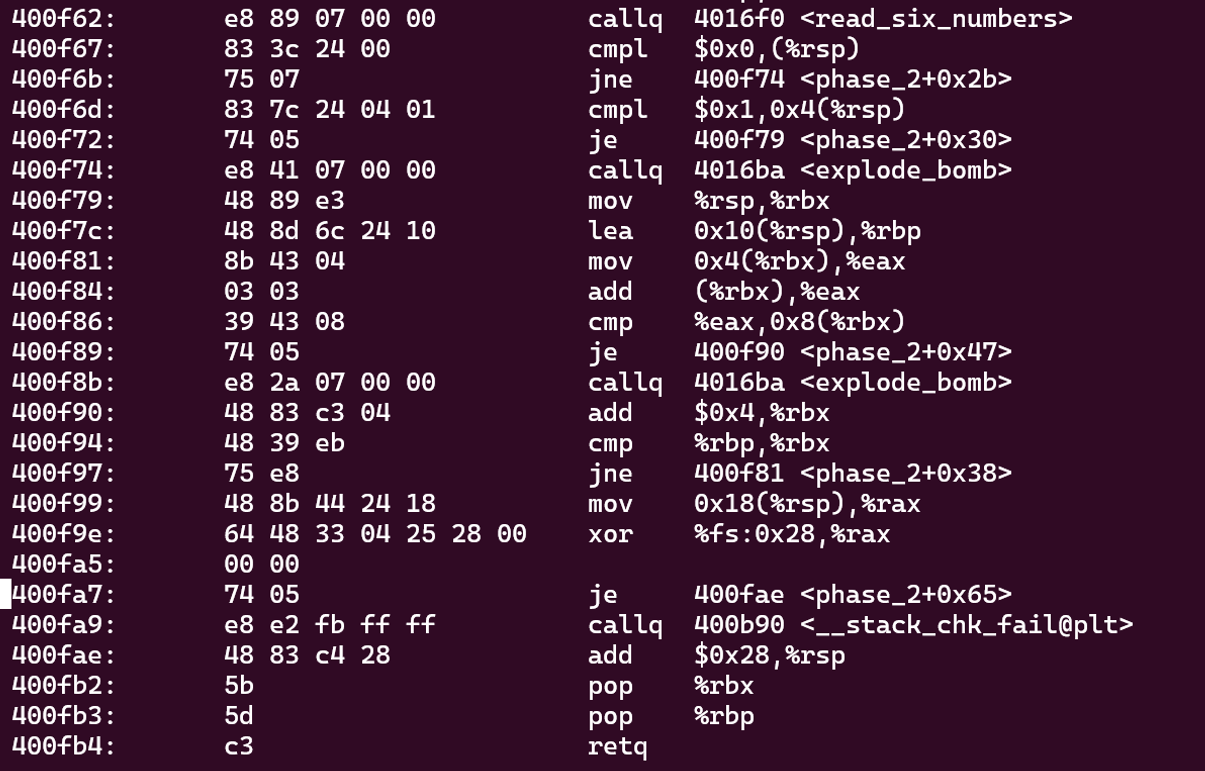 400f62: e8 89 07 00 00 callq 4016f0 <read_six_numbers>
400f67: 83 3c 24 00 cmpl $0x0,(%rsp)
400f6b: 75 07 jne 400f74 <phase_2+0x2b>
400f6d: 83 7c 24 04 01 cmpl $0x1,0x4(%rsp)
400f72: 74 05 je 400f79 <phase_2+0x30>
400f74: e8 41 07 00 00 callq 4016ba <explode_bomb>
400f79: 48 89 e3 mov %rsp,%rbx
400f7c: 48 8d 6c 24 10 lea 0x10(%rsp),%rbp
400f81: 8b 43 04 mov 0x4(%rbx),%eax
400f84: 03 03 add (%rbx),%eax
400f86: 39 43 08 cmp %eax,0x8(%rbx)
400f89: 74 05 je 400f90 <phase_2+0x47>
400f8b: e8 2a 07 00 00 callq 4016ba <explode_bomb>
400f90: 48 83 c3 04 add $0x4,%rbx
400f94: 48 39 eb cmp %rbp,%rbx
400f97: 75 e8 jne 400f81 <phase_2+0x38>
400f99: 48 8b 44 24 18 mov 0x18(%rsp),%rax
400f9e: 64 48 33 04 25 28 00 xor %fs:0x28,%rax
400fa5: 00 00
400fa7: 74 05 je 400fae <phase_2+0x65>
400fa9: e8 e2 fb ff ff callq 400b90 <__stack_chk_fail@plt>
400fae: 48 83 c4 28 add $0x28,%rsp
400fb2: 5b pop %rbx
400fb3: 5d pop %rbp
400fb4: c3 retq